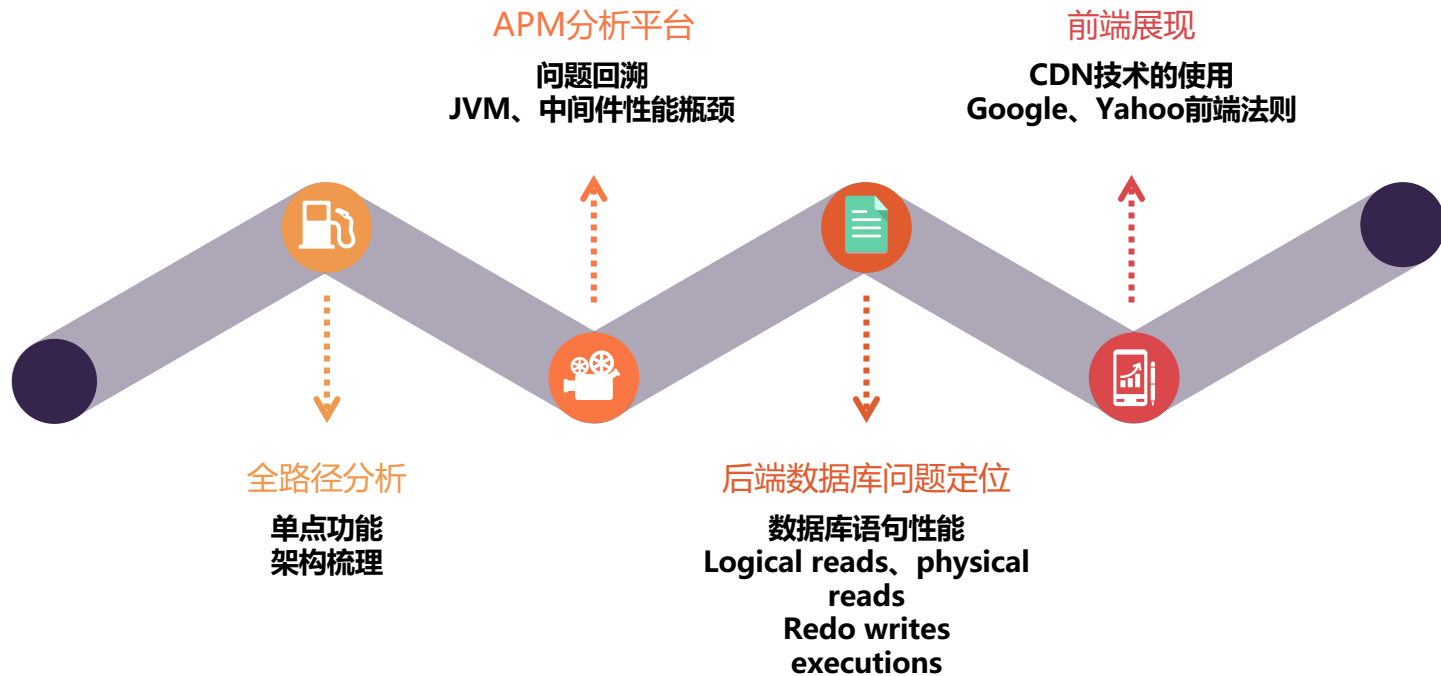 APM分析平台
问题回溯
JVM、中间件性能瓶颈
前端展现
CDN技术的使用
Google、Yahoo前端法则
全路径分析
单点功能
架构梳理
后端数据库问题定位
数据库语句性能
Logical reads、physical
reads
Redo writes
executions